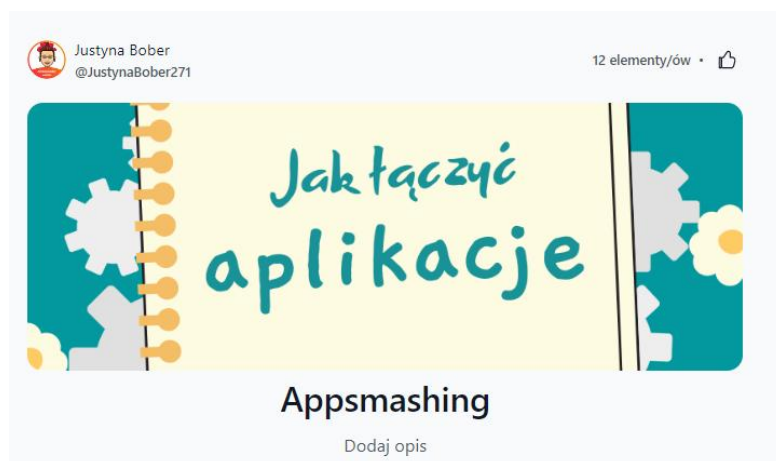 Justyna Bober
@JustynaBober271
12 elementy/ów •
Jak łączyć
aplikacje
Appsmashing
Dodaj opis